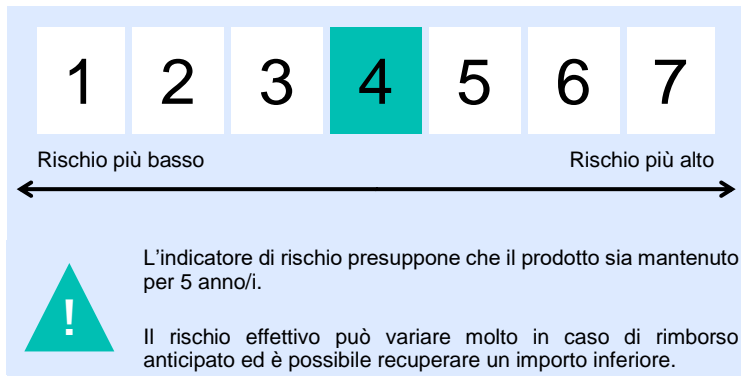 1 2 3 4 5 6 7
Rischio più basso Rischio più alto
L'indicatore di rischio presuppone che il prodotto sia mantenuto
per 5 anno/i.
!
Il rischio effettivo può variare molto in caso di rimborso
anticipato ed è possibile recuperare un importo inferiore.